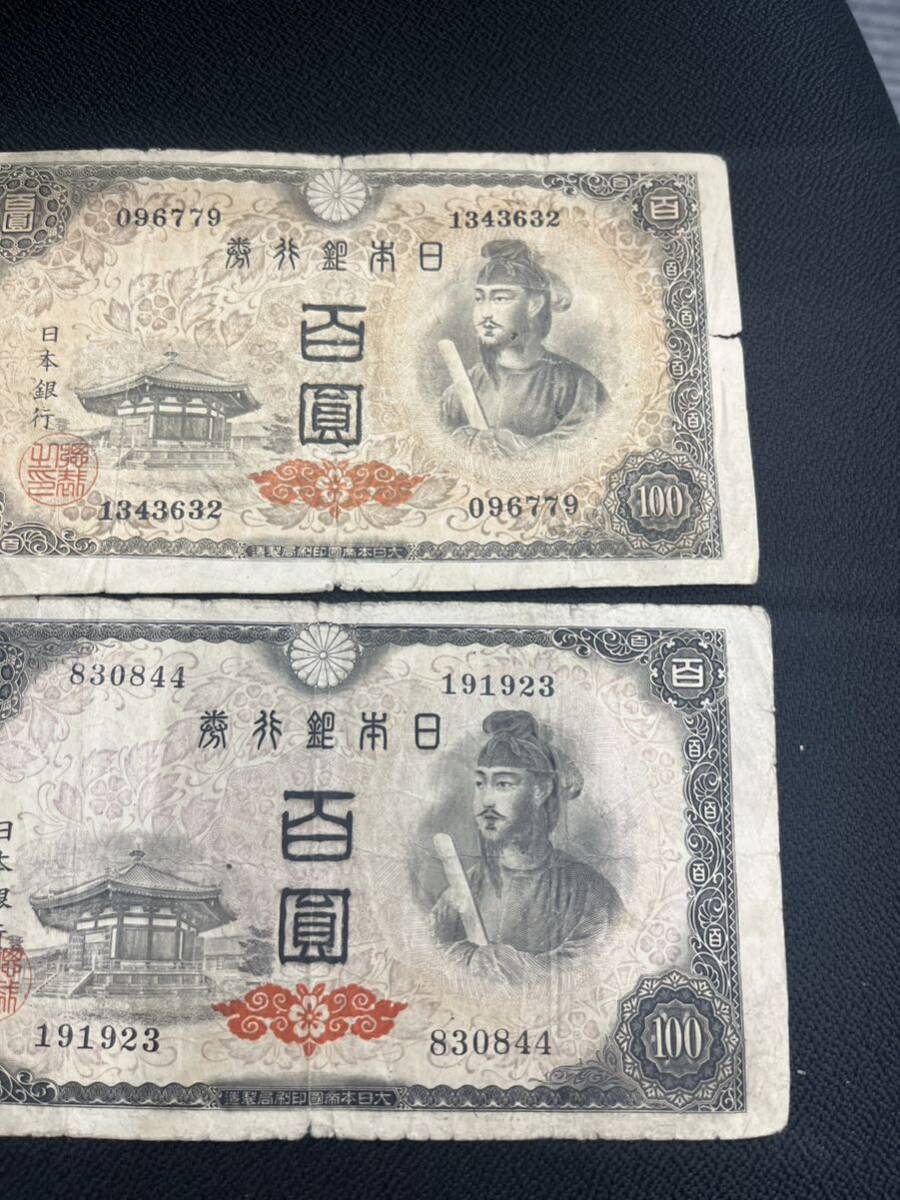 百圓
096779
1343632
百
日本銀行券
百圓
日本銀行
1343632
096779
100
大日本帝國印刷局製造
830844
191923
百
日本銀行券
百圓
日本銀行
191923
830844
100
大日本帝國印刷局製造